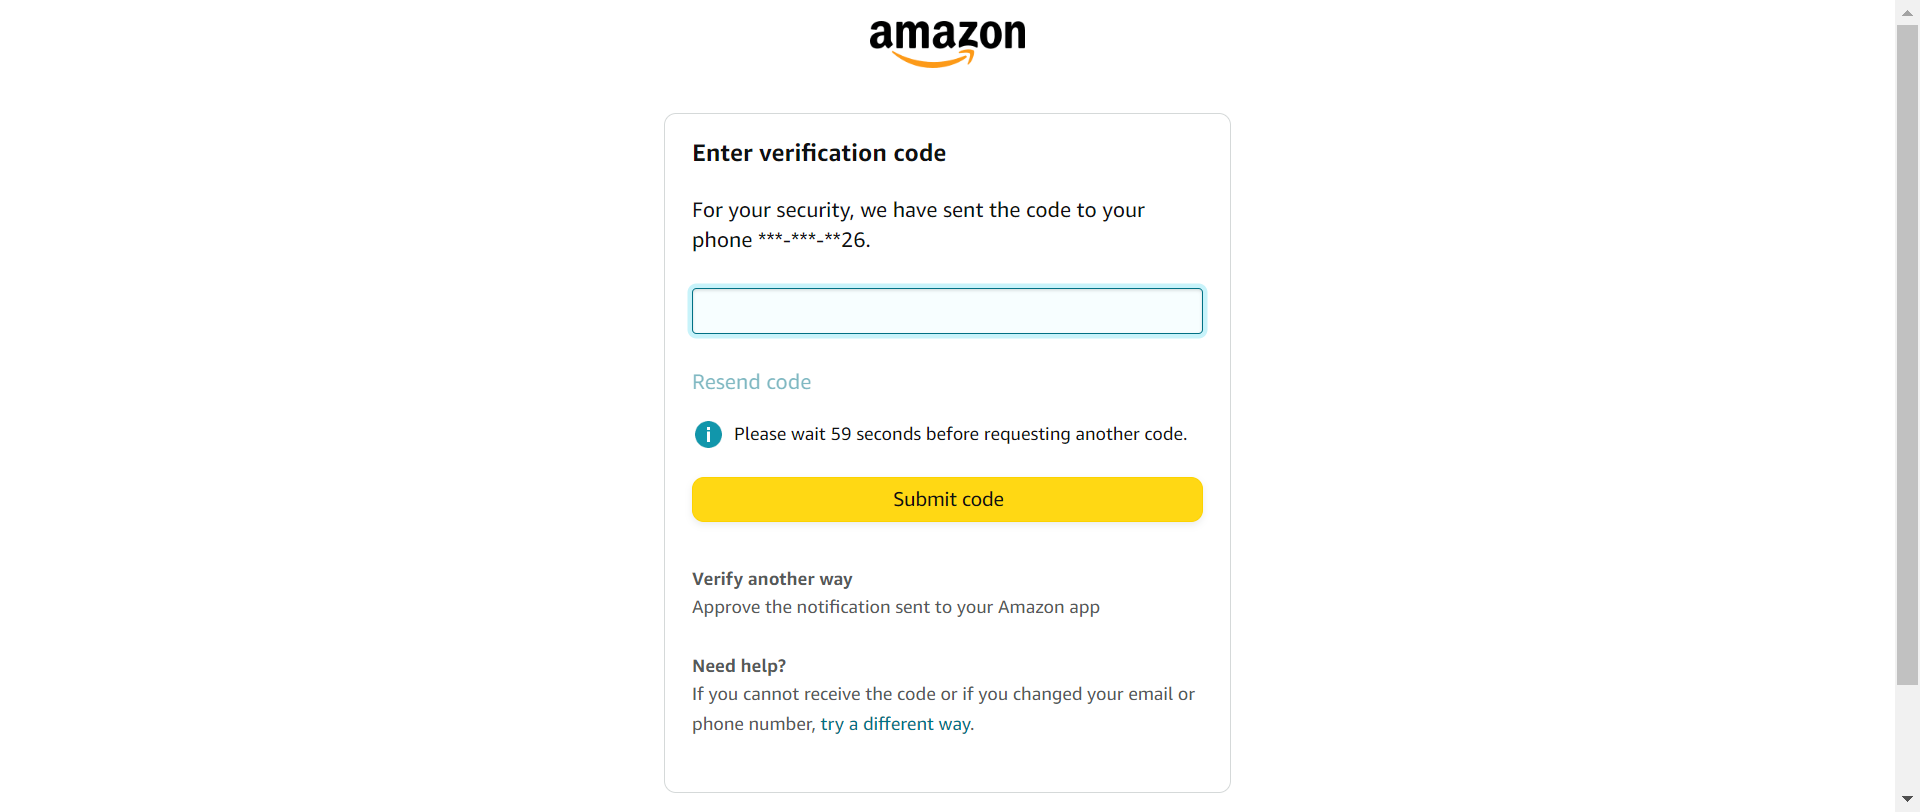 amazon
Enter verification code
For your security, we have sent the code to your
phone ***-***-**26.
Resend code
i Please wait 59 seconds before requesting another code.
Submit code
Verify another way
Approve the notification sent to your Amazon app
Need help?
If you cannot receive the code or if you changed your email or
phone number, try a different way.